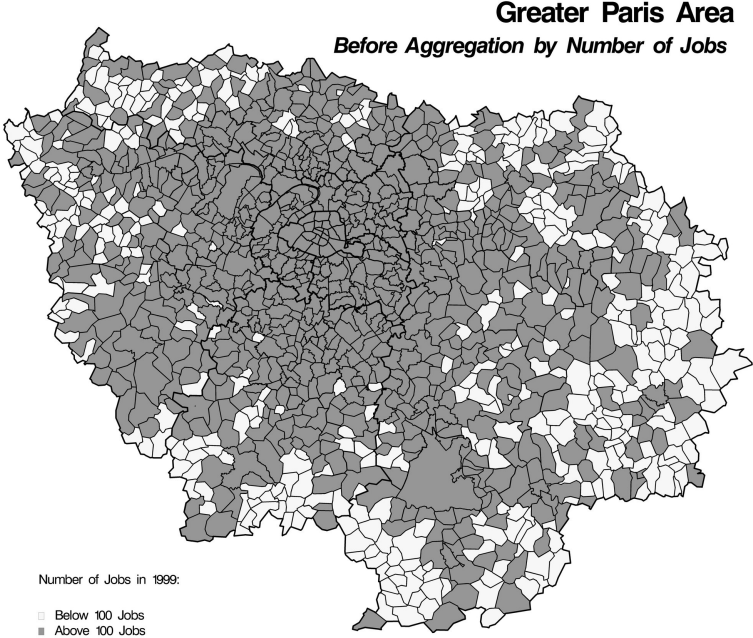 Greater Paris Area
Before Aggregation by Number of Jobs
Number of Jobs in 1999:
Below 100 Jobs
Above 100 Jobs